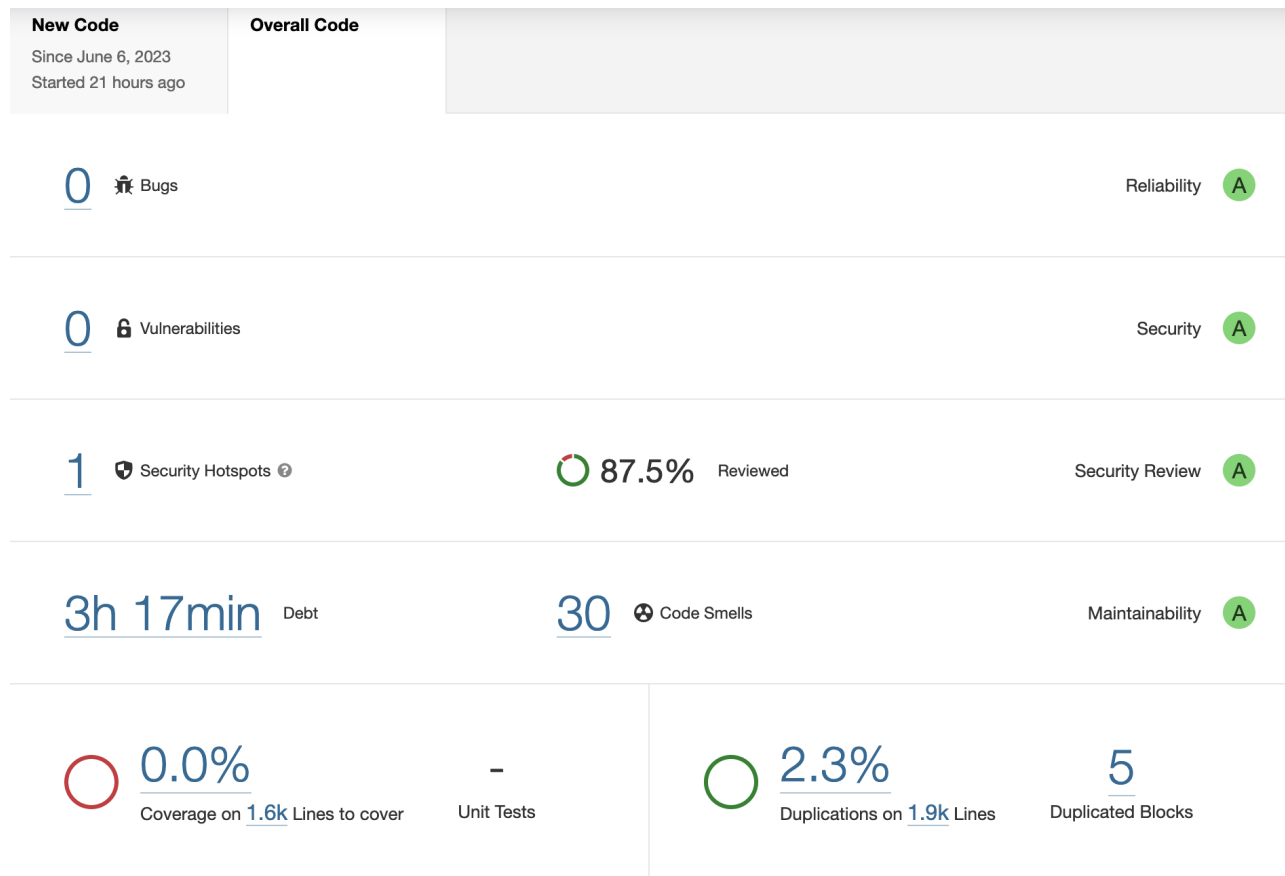 New Code
Since June 6, 2023
Started 21 hours ago
Overall Code
0 Bugs
Reliability A
0 Vulnerabilities
Security A
1 Security Hotspots ?
87.5% Reviewed
Security Review A
3h 17min Debt
30 Code Smells
Maintainability A
0.0%
Coverage on 1.6k Lines to cover
-
Unit Tests
2.3%
Duplications on 1.9k Lines
5
Duplicated Blocks